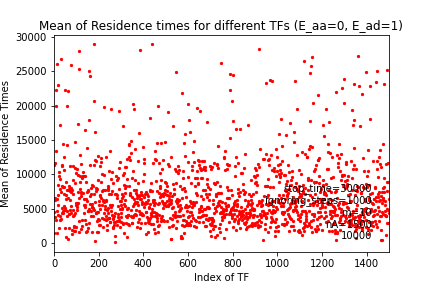 Mean of Residence times for different TFs (E_aa=0, E_ad=1)
Mean of Residence Times
30000
25000
20000
15000
10000
5000
0
stop_time=30000
Ignoring_Steps=1000
10000
0 200 400 600 800 1000 1200 1400
Index of TF